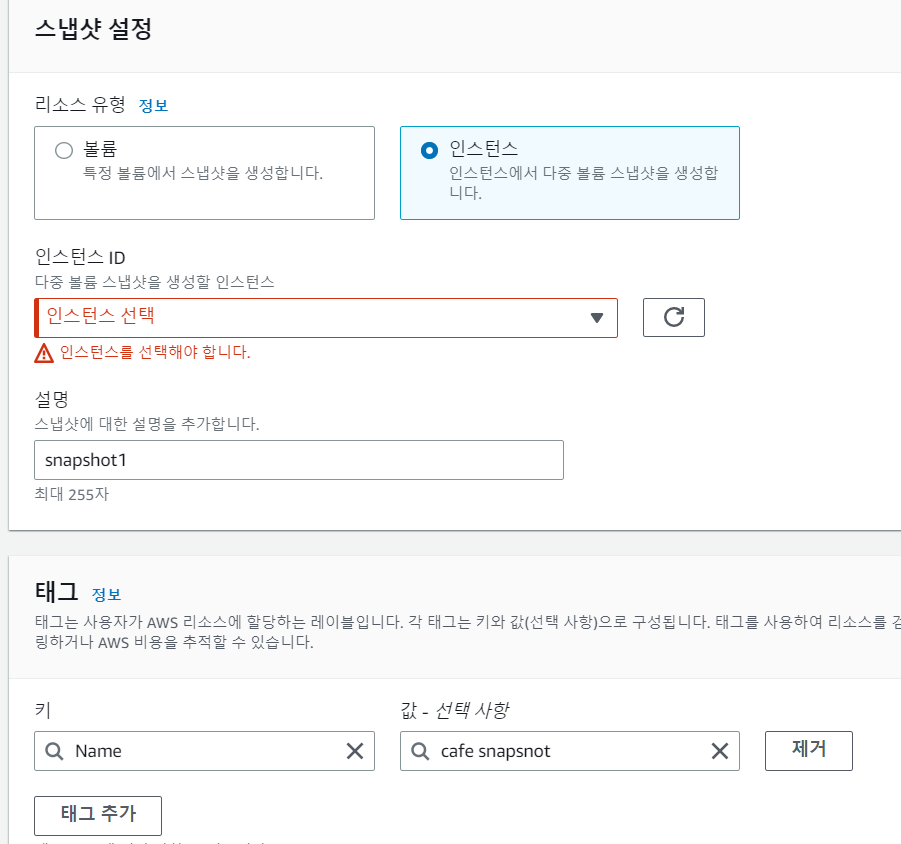 스냅샷 설정
리소스 유형 정보
볼륨
특정 볼륨에서 스냅샷을 생성합니다.
인스턴스
인스턴스에서 다중 볼륨 스냅샷을 생성합
니다.
인스턴스 ID
다중 볼륨 스냅샷을 생성할 인스턴스
인스턴스 선택
인스턴스를 선택해야 합니다.
설명
스냅샷에 대한 설명을 추가합니다.
snapshot1
최대 255자
태그 정보
태그는 사용자가 AWS 리소스에 할당하는 레이블입니다. 각 태그는 키와 값(선택 사항)으로 구성됩니다. 태그를 사용하여 리소스를
링하거나 AWS 비용을 추적할 수 있습니다.
키
값 - 선택 사항
Name
cafe snapsnot
제거
태그 추가